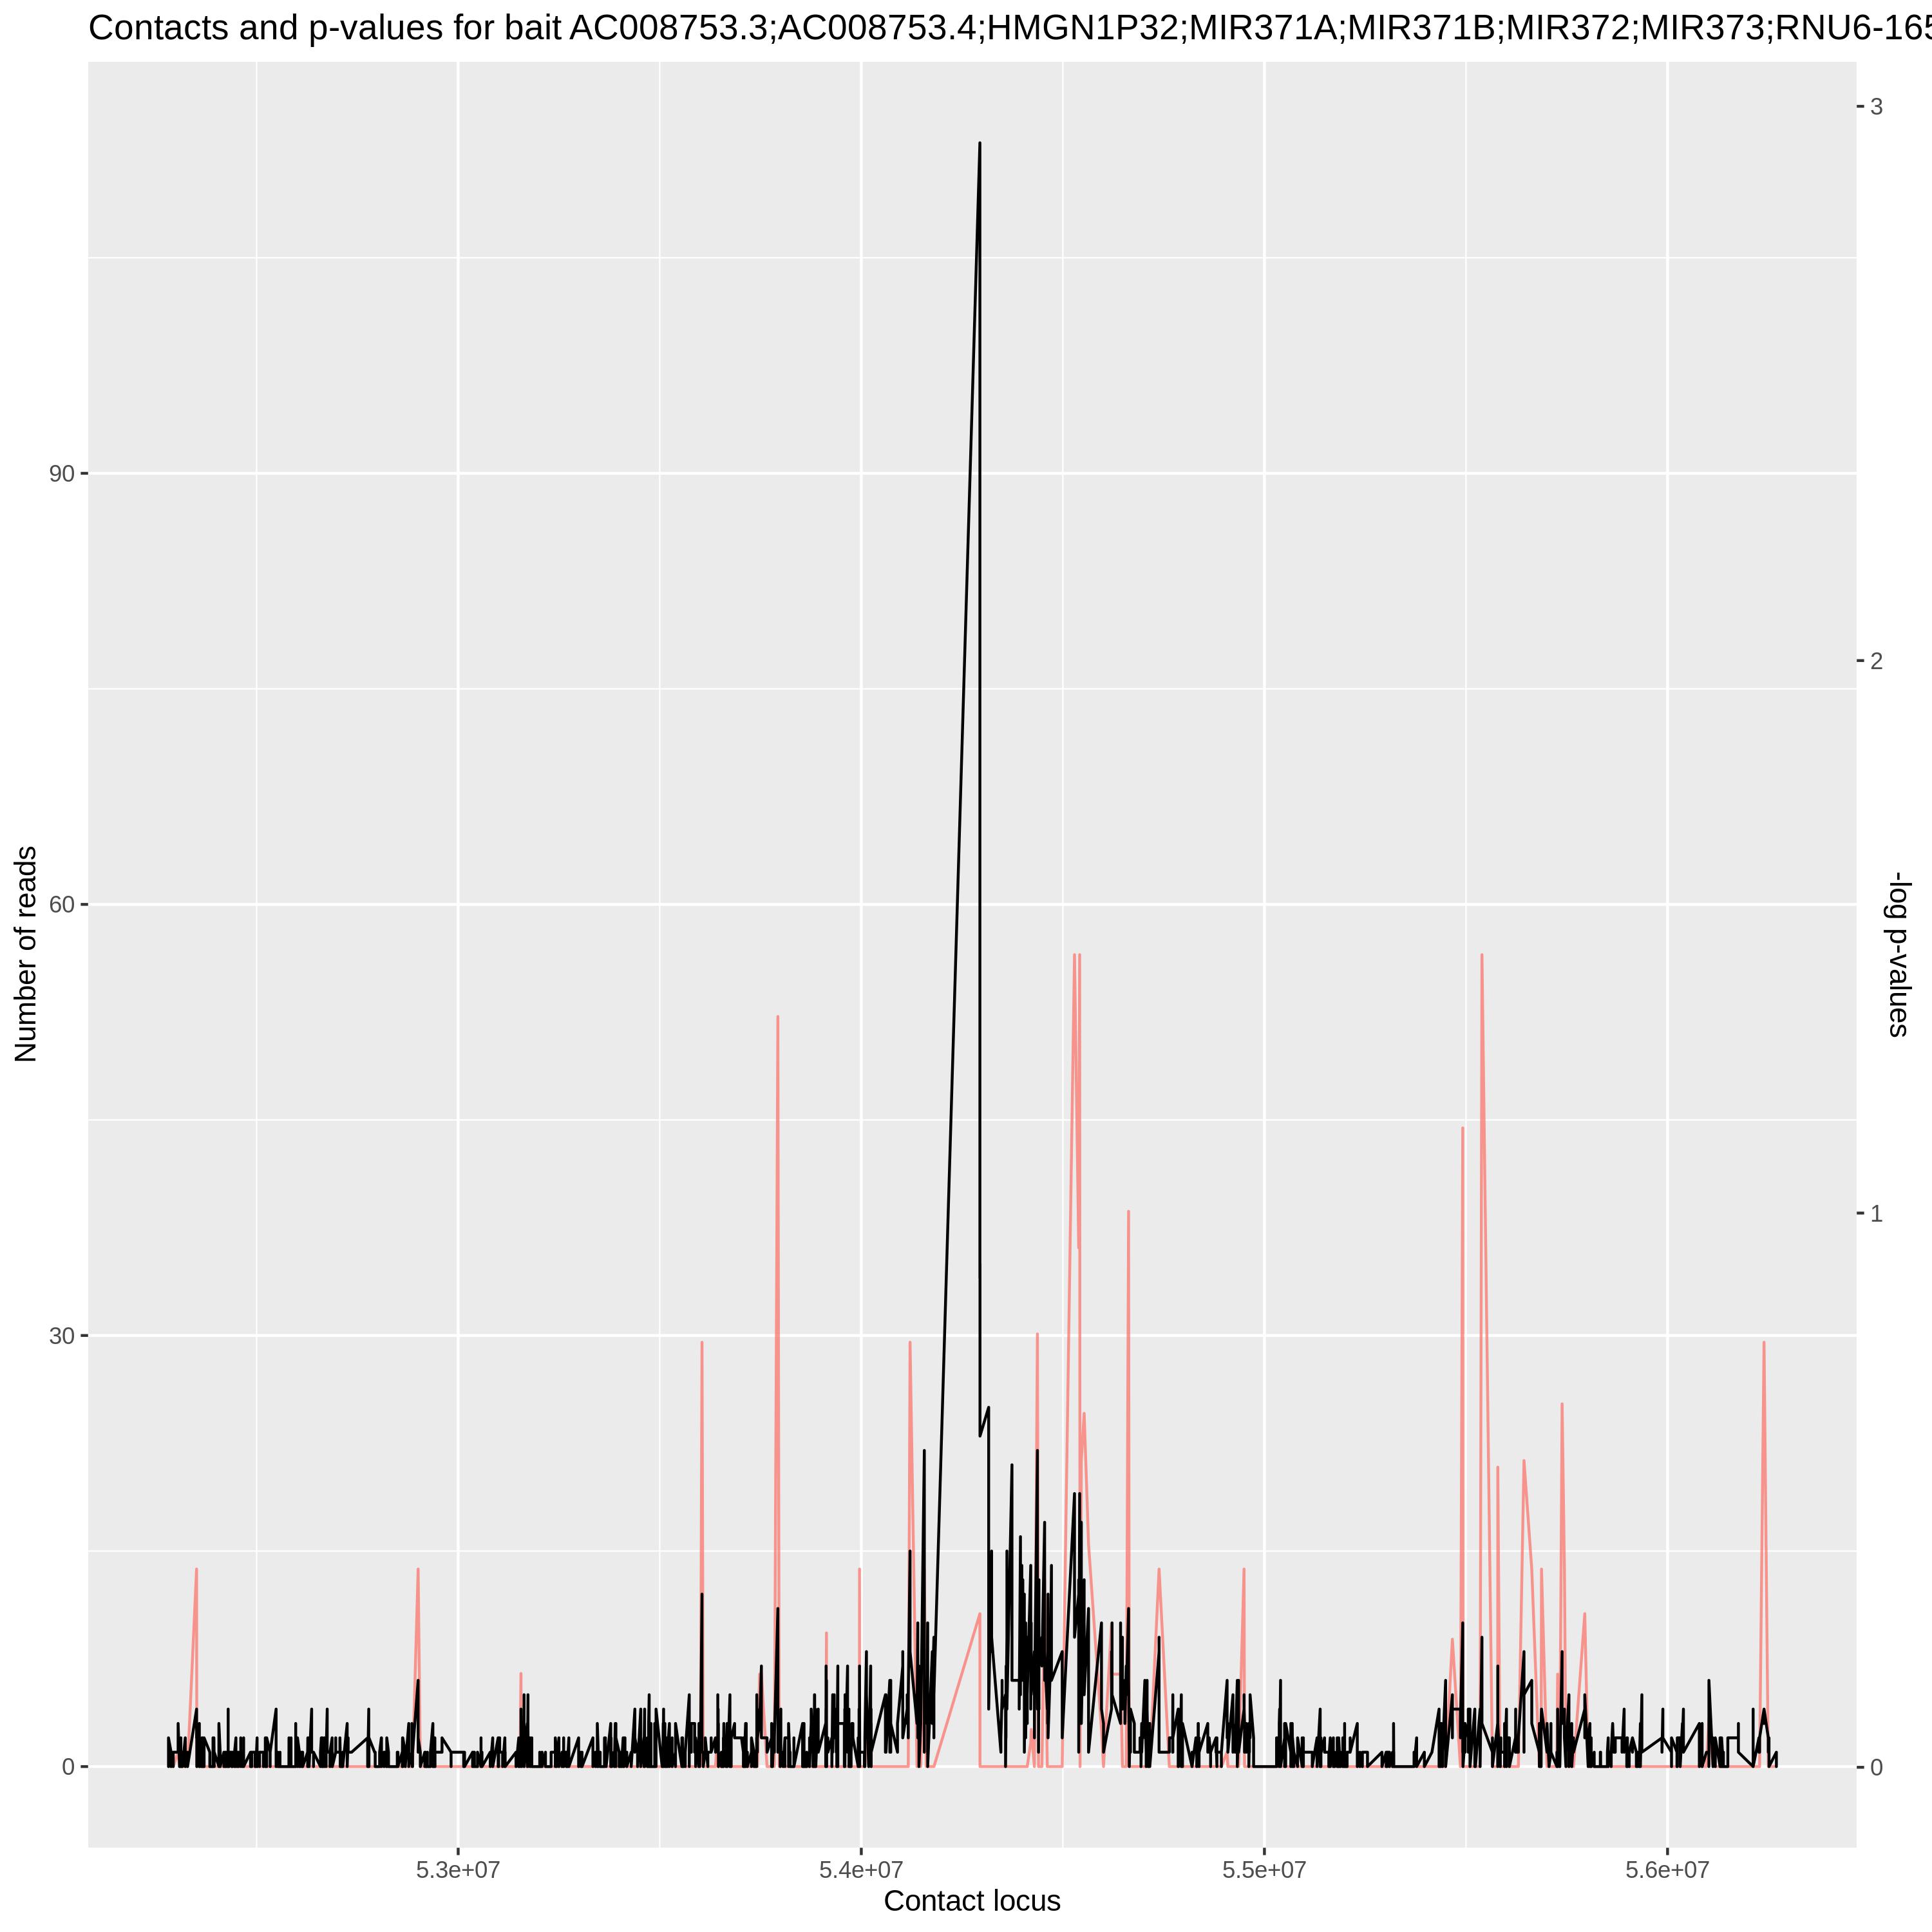 Contacts and p-values for bait AC008753.3;AC008753.4;HMGN1P32;MIR371A;MIR371B;MIR372;MIR373;RNU6-165
3
90
2
60
Number of reads
-log p-values
1
30
0
0
5.3e+07 5.4e+07 5.5e+07 5.6e+07
Contact locus